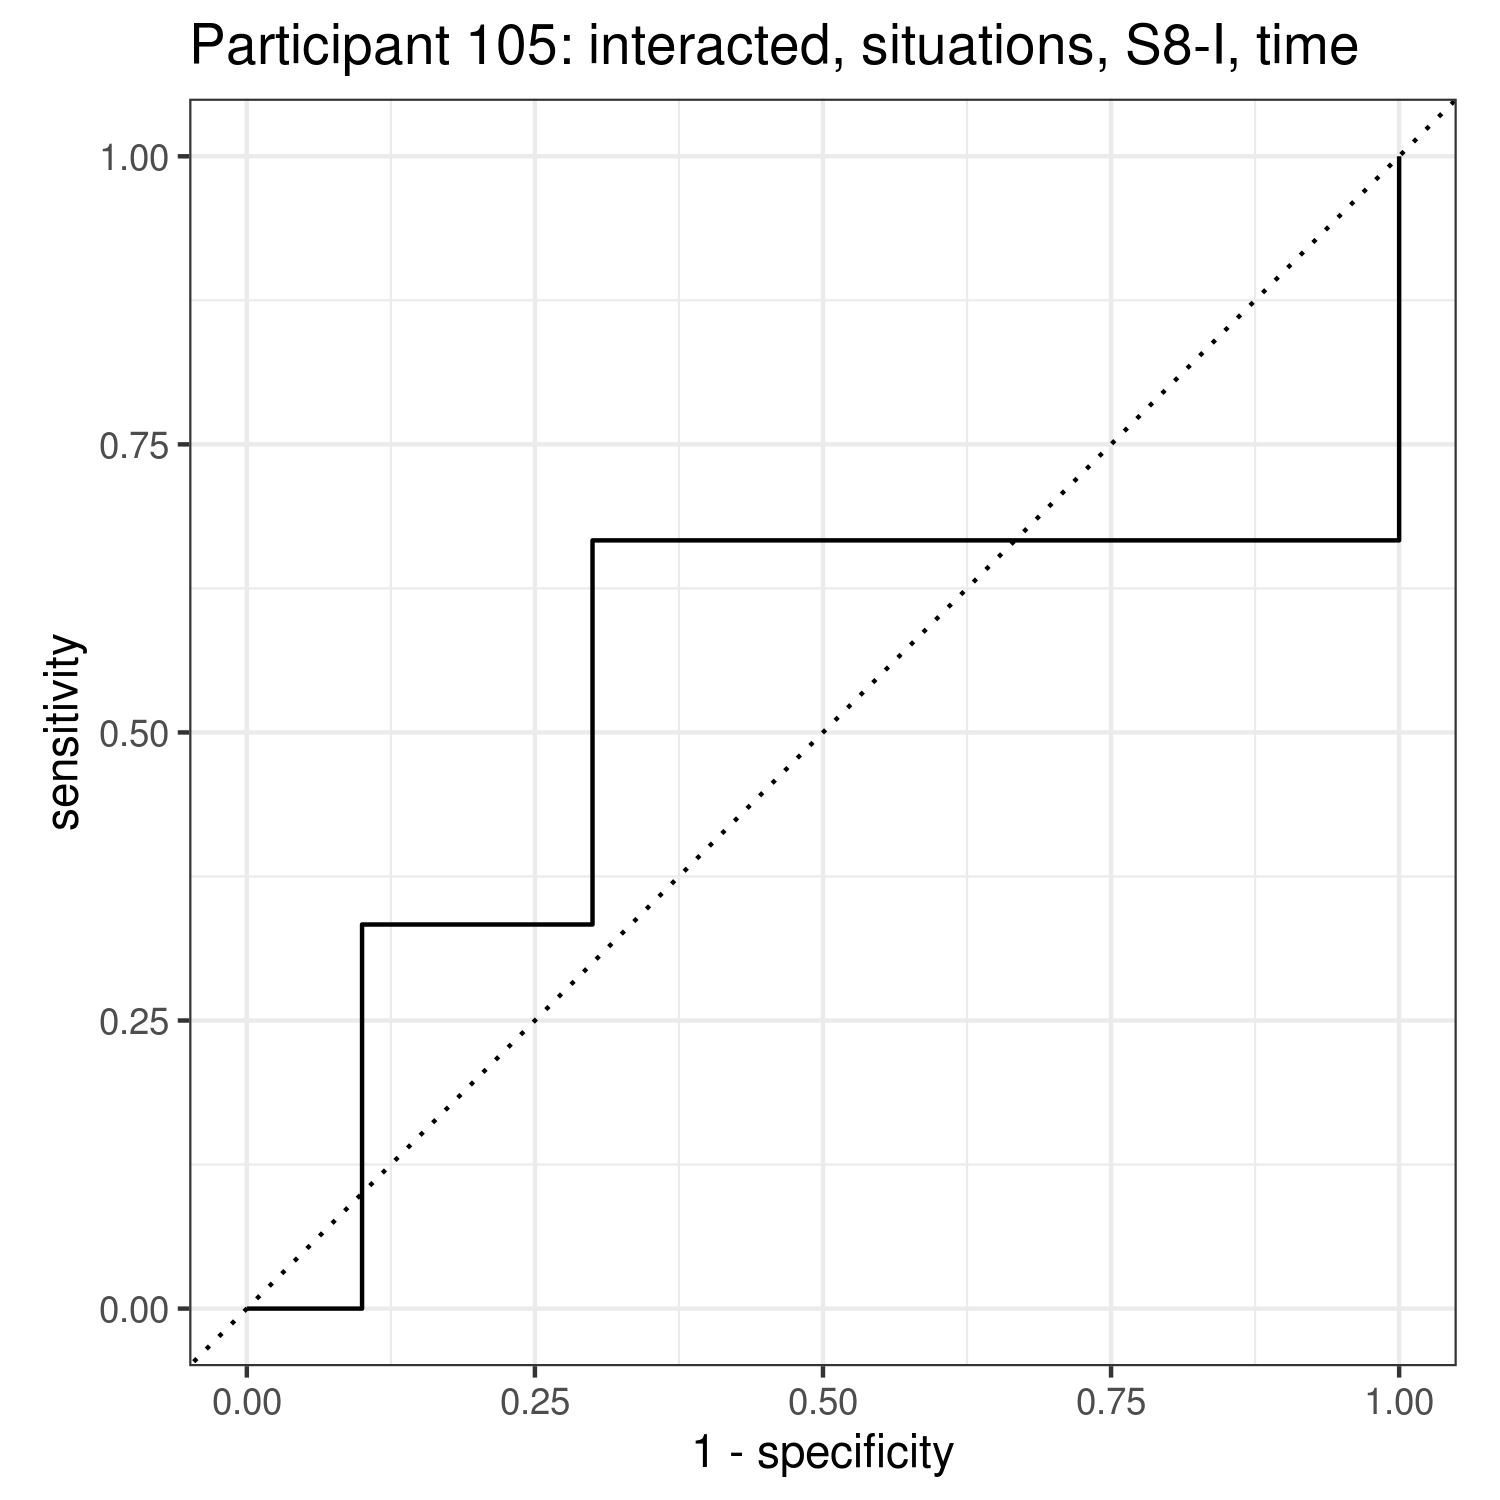 Participant 105: interacted, situations, S8-I, time
sensitivity
1.00
0.75
0.50
0.25
0.00
0.00 0.25 0.50 0.75 1.00
1 - specificity